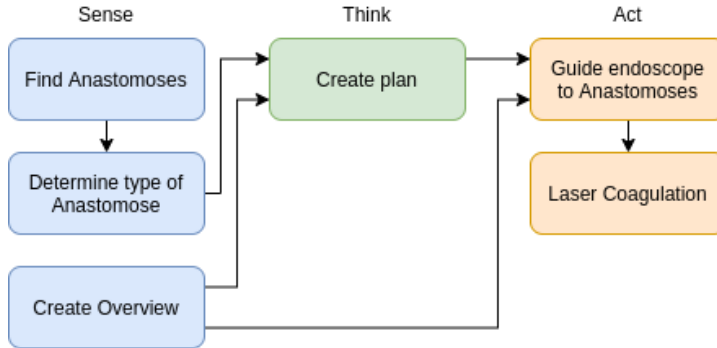 Sense
Think
Act
Find Anastomoses
Create plan
Guide endoscope
to Anastomoses
Determine type of
Anastomose
Laser Coagulation
Create Overview